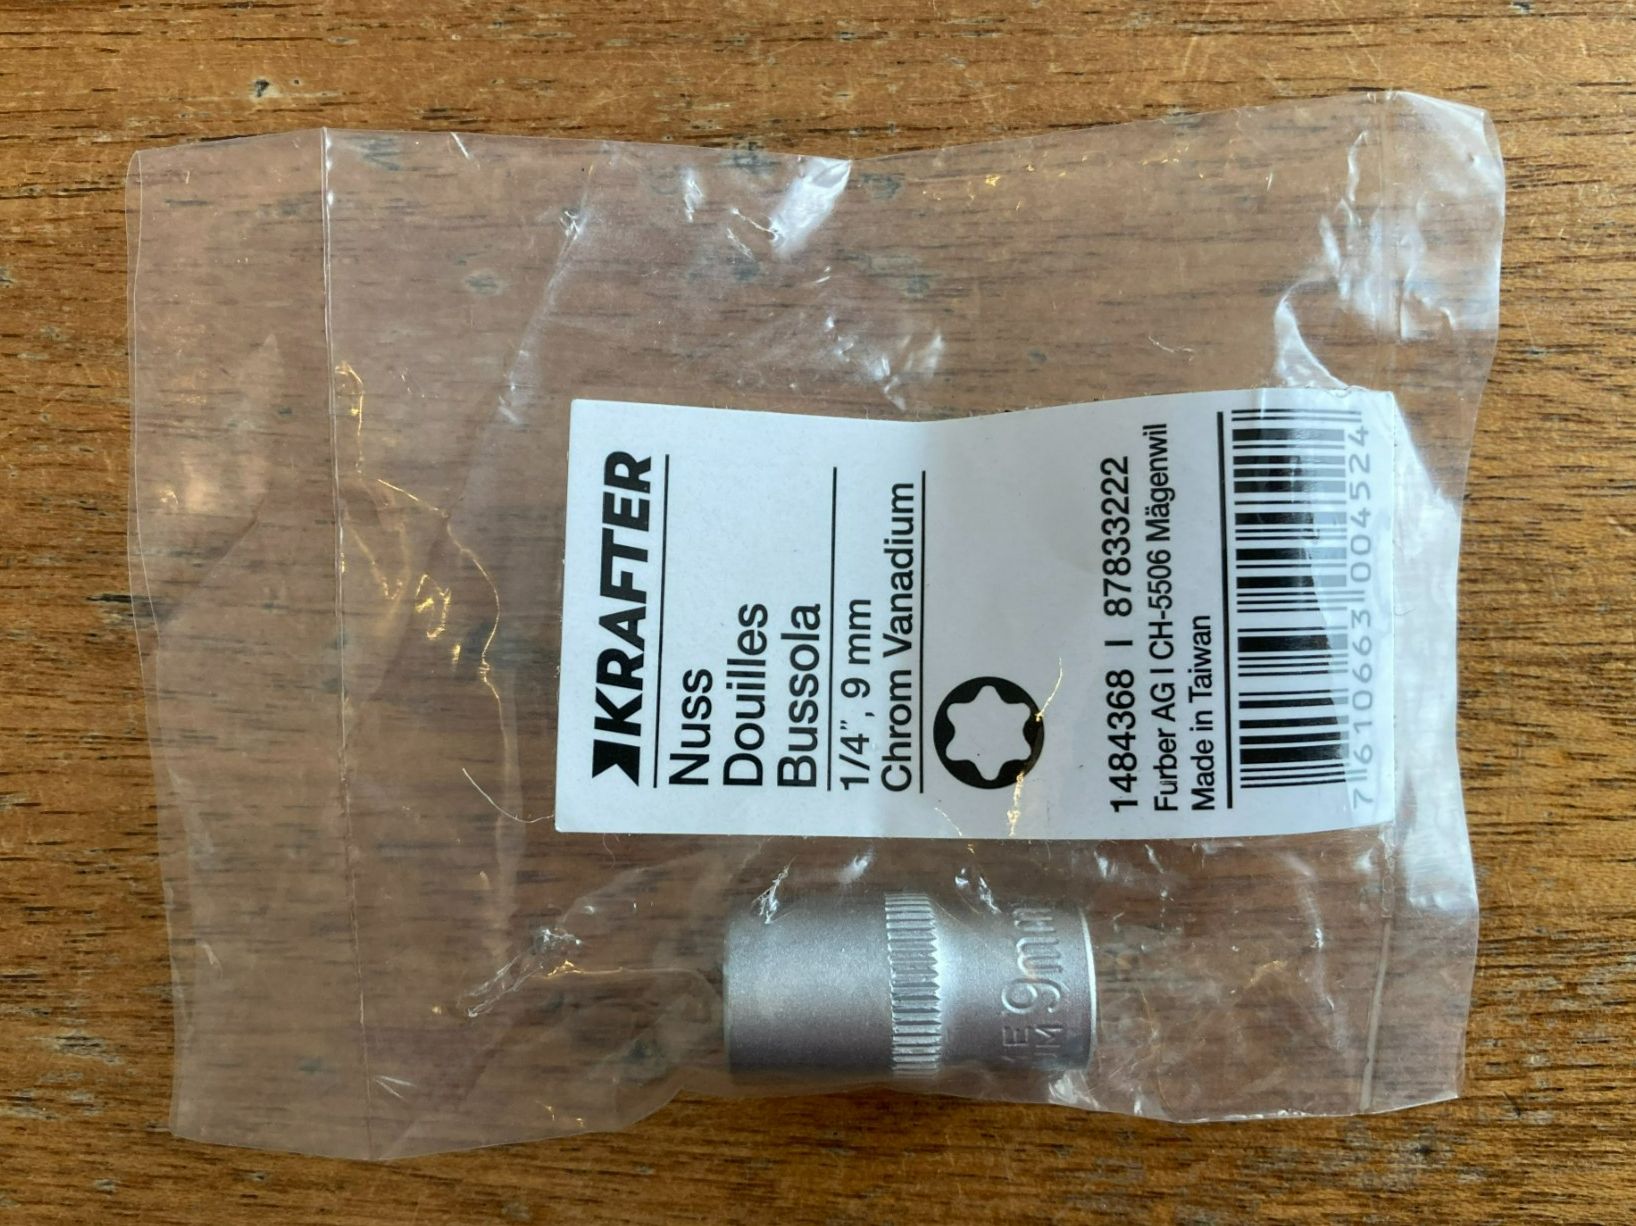 KRAFTER
Nuss
Douilles
Bussola
1/4", 9 mm
Chrom Vanadium
1484368 I 87833222
Furber AG I CH-5506 Mägenwil
Made in Taiwan
7610663004524
9mm